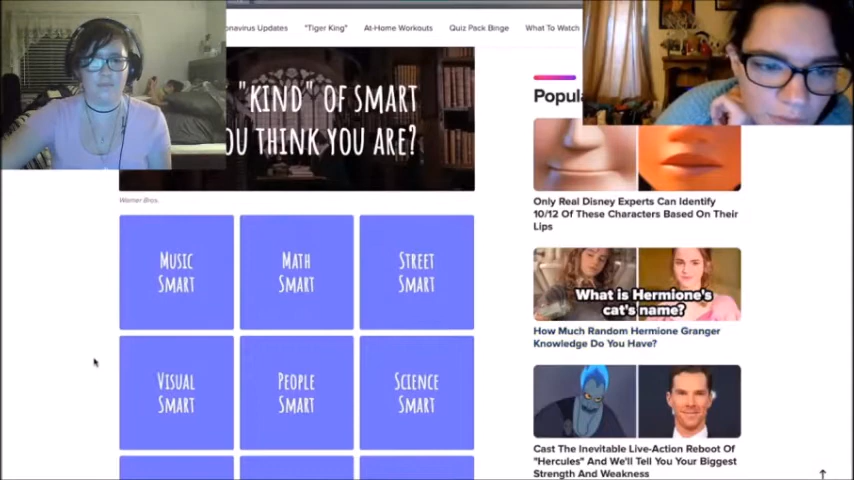 onavirus Updates "Tiger King" At-Home Workouts Quiz Pack Binge What To Watch
"KIND" OF SMART
OU THINK YOU ARE?
Warner Bros.
MUSIC
SMART
MATH
SMART
STREET
SMART
VISUAL
SMART
PEOPLE
SMART
SCIENCE
SMART
Popula
Only Real Disney Experts Can Identify
10/12 Of These Characters Based On Their
Lips
What is Hermione's
cat's name?
How Much Random Hermione Granger
Knowledge Do You Have?
Cast The Inevitable Live-Action Reboot Of
"Hercules" And We'll Tell You Your Biggest
Strength And Weakness